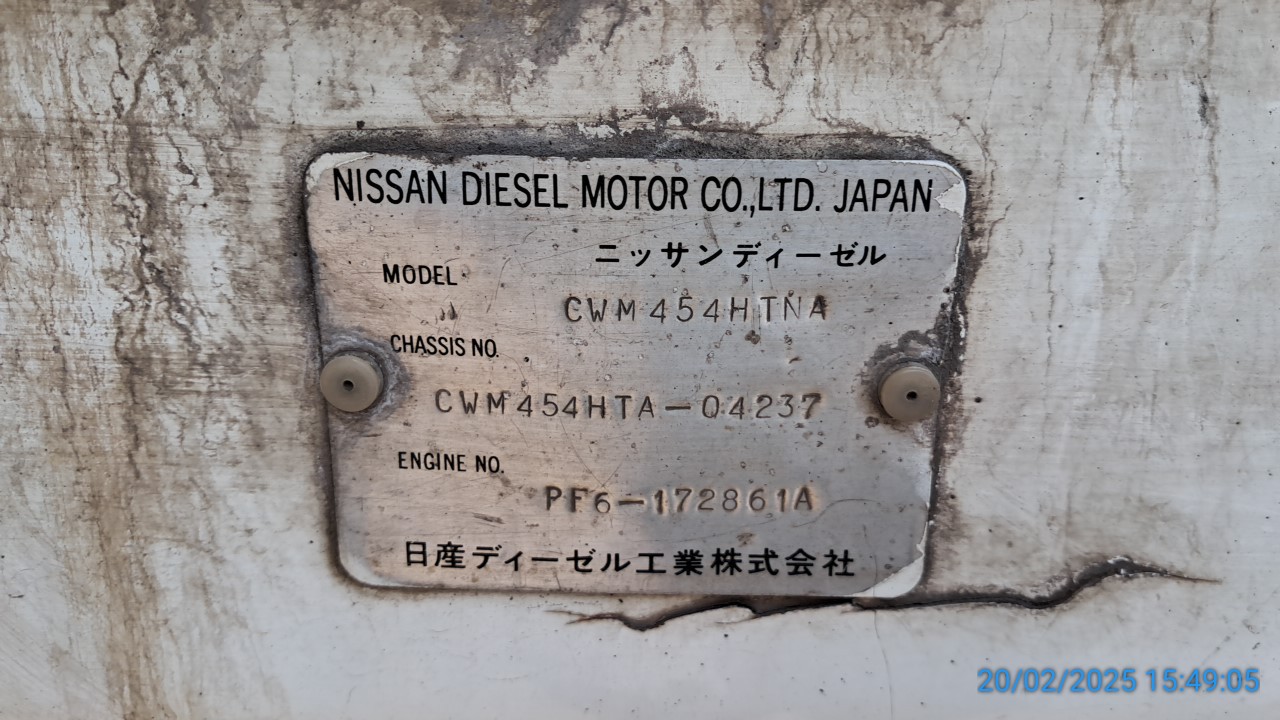 NISSAN DIESEL MOTOR CO.,LTD. JAPAN
ニッサンディーゼル
MODEL
CWM454HTNA
CHASSIS NO.
CWM454HTA-04237
ENGINE NO.
PF6-172861A
日産ディーゼル工業株式会社
20/02/2025 15:49:05